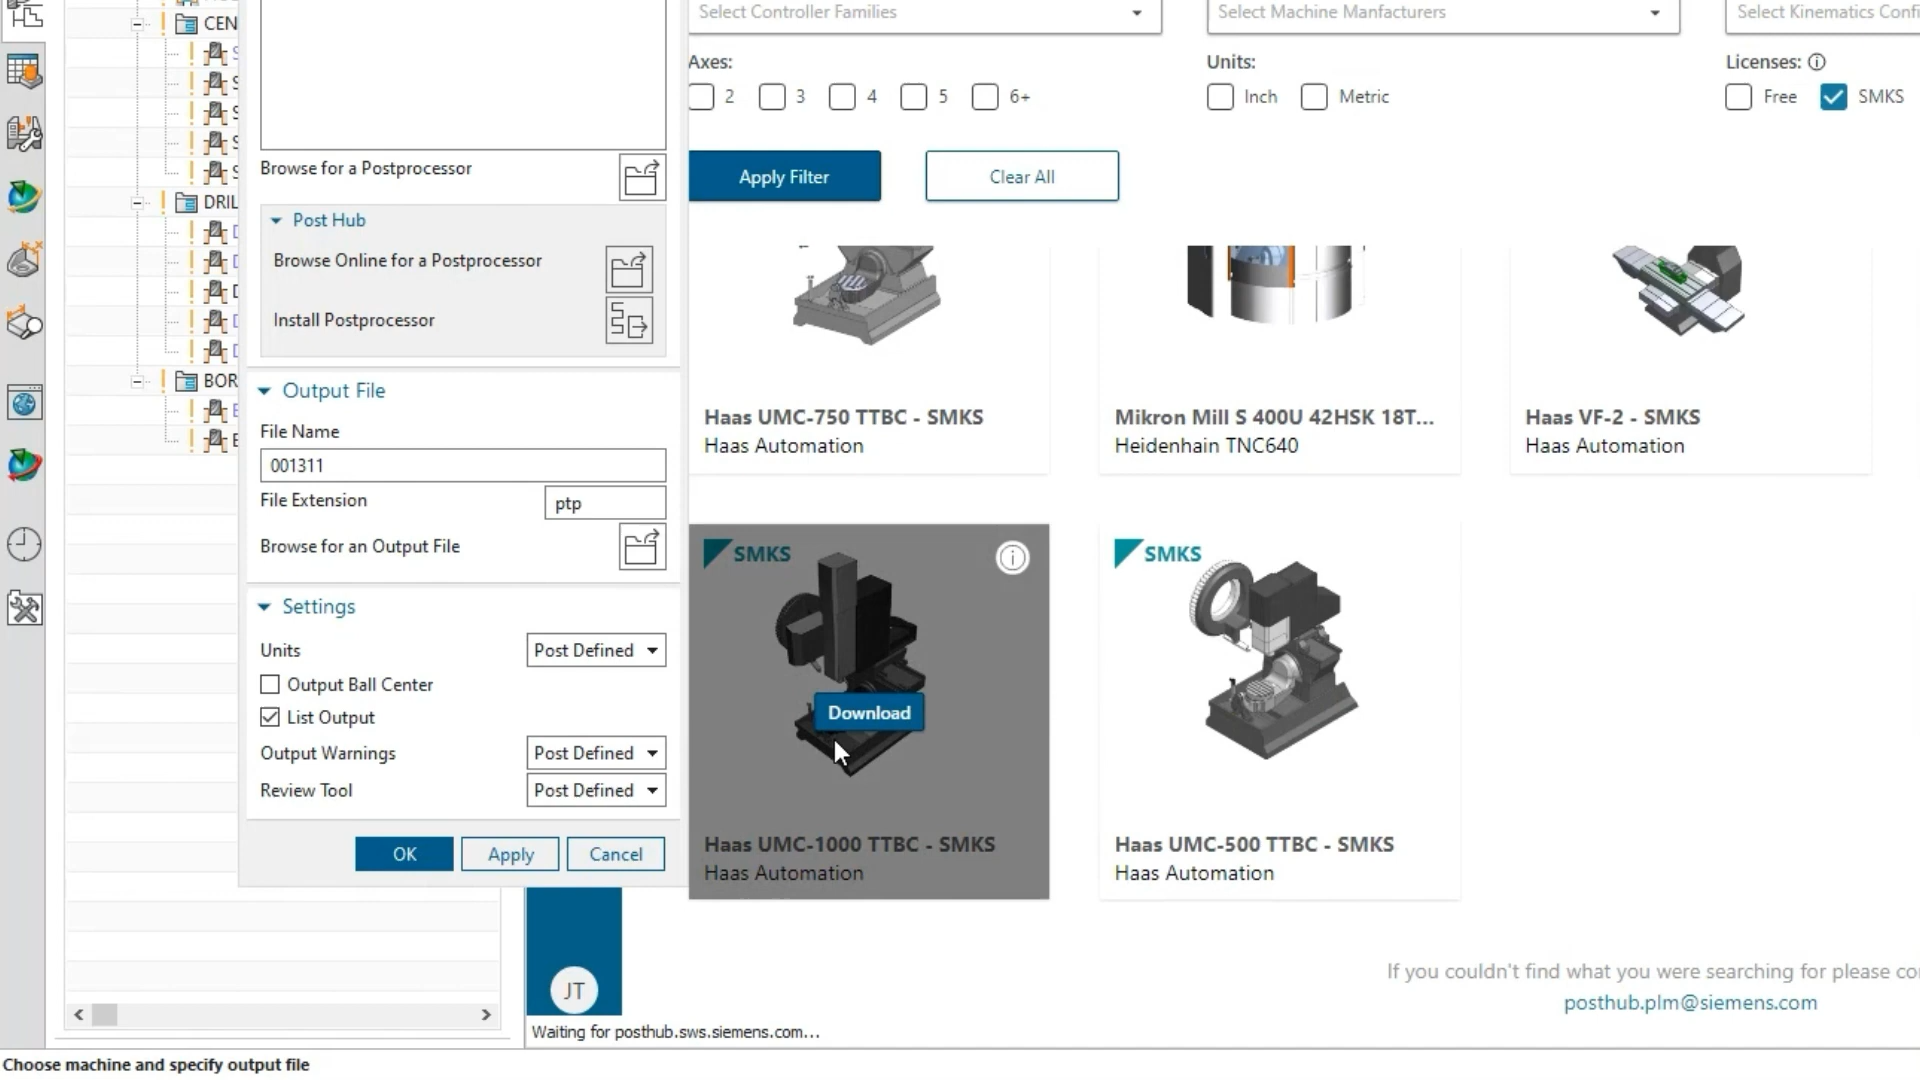 CEN
S
S
S
S
S
DRIL
D
D
D
D
D
BOR
B
B
Browse for a Postprocessor
Post Hub
Browse Online for a Postprocessor
Install Postprocessor
Output File
File Name
001311
File Extension
ptp
Browse for an Output File
Settings
Units
Post Defined
Output Ball Center
List Output
Output Warnings
Post Defined
Review Tool
Post Defined
OK
Apply
Cancel
Select Controller Families
Select Machine Manfacturers
Select Kinematics Confi
Axes:
2
3
4
5
6+
Units:
Inch
Metric
Licenses:
Free
SMKS
Apply Filter
Clear All
Haas UMC-750 TTBC - SMKS
Haas Automation
Mikron Mill S 400U 42HSK 18T...
Heidenhain TNC640
Haas VF-2 - SMKS
Haas Automation
SMKS
Download
Haas UMC-1000 TTBC - SMKS
Haas Automation
SMKS
Haas UMC-500 TTBC - SMKS
Haas Automation
If you couldn't find what you were searching for please co
posthub.plm@siemens.com
JT
Waiting for posthub.sws.siemens.com...
Choose machine and specify output file